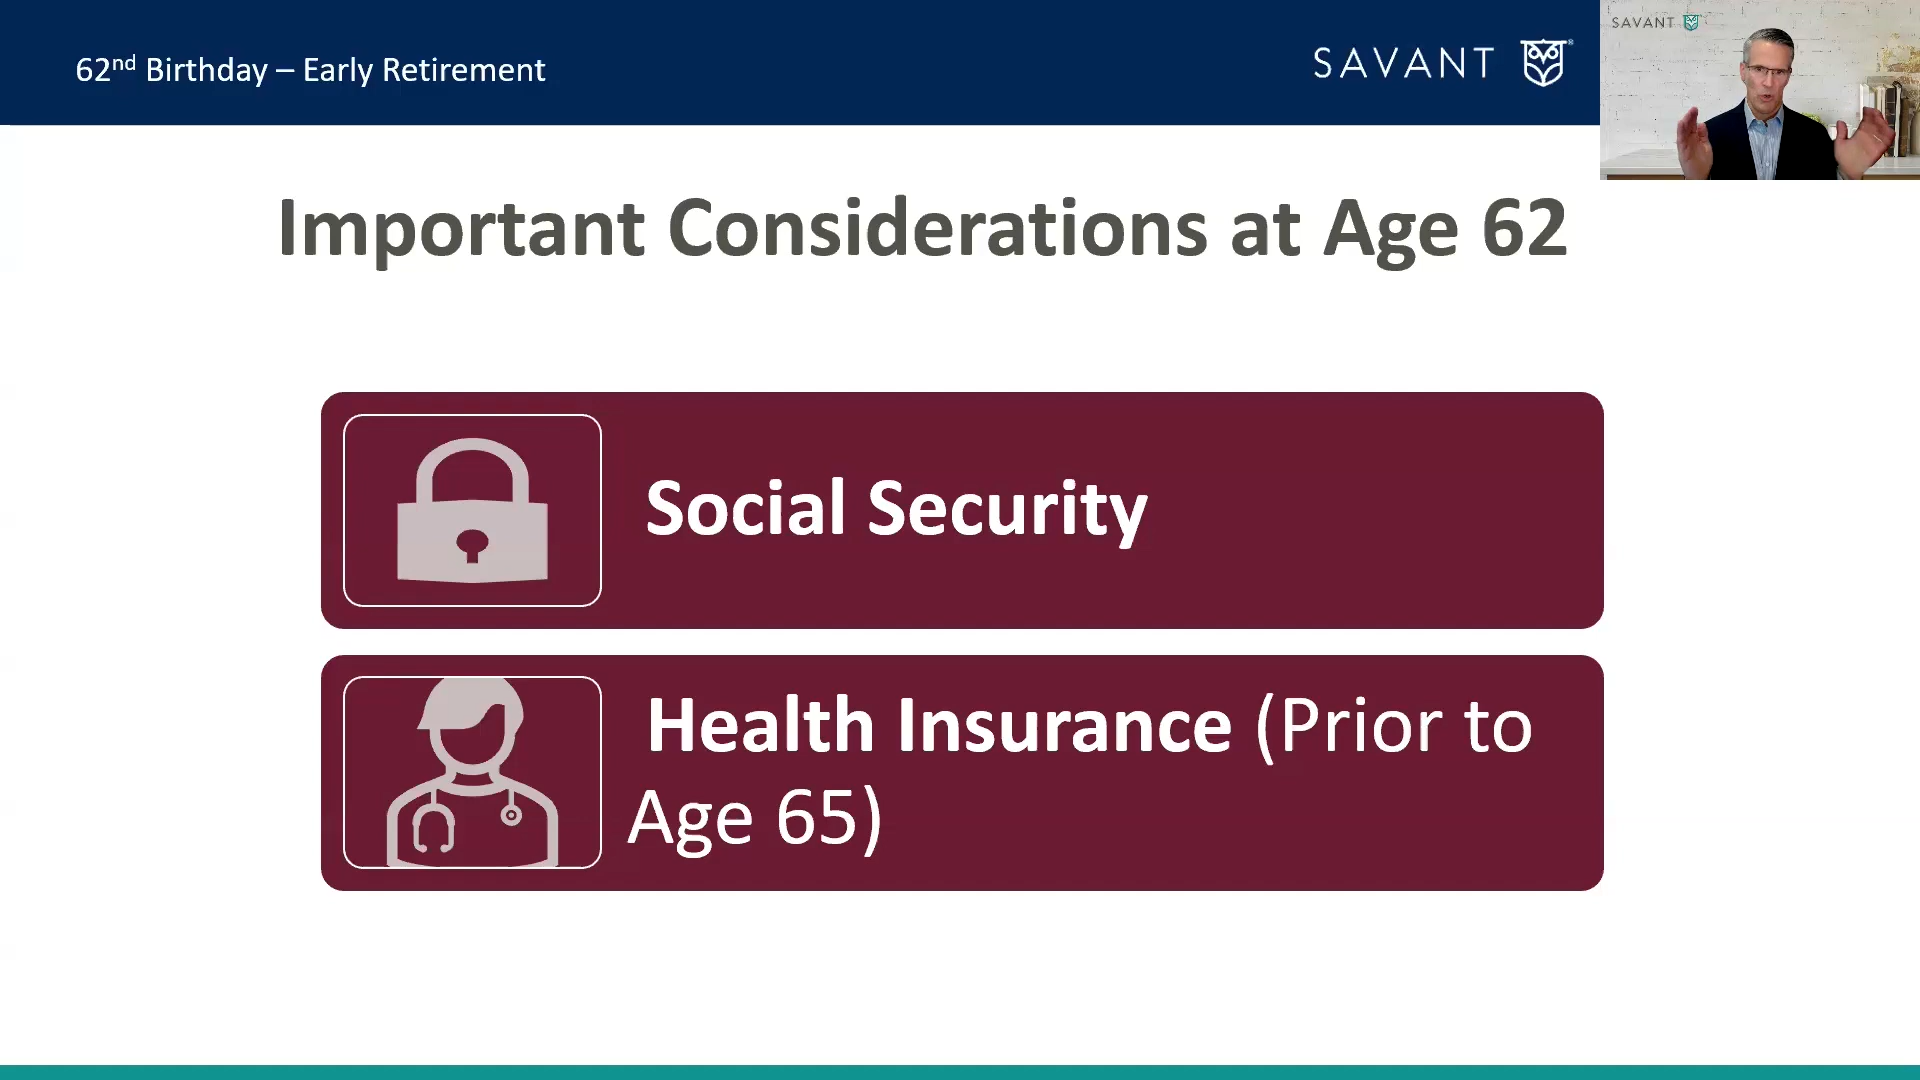 62nd Birthday – Early Retirement
SAVANT
SAVANT
Important Considerations at Age 62
Social Security
Health Insurance (Prior to
Age 65)